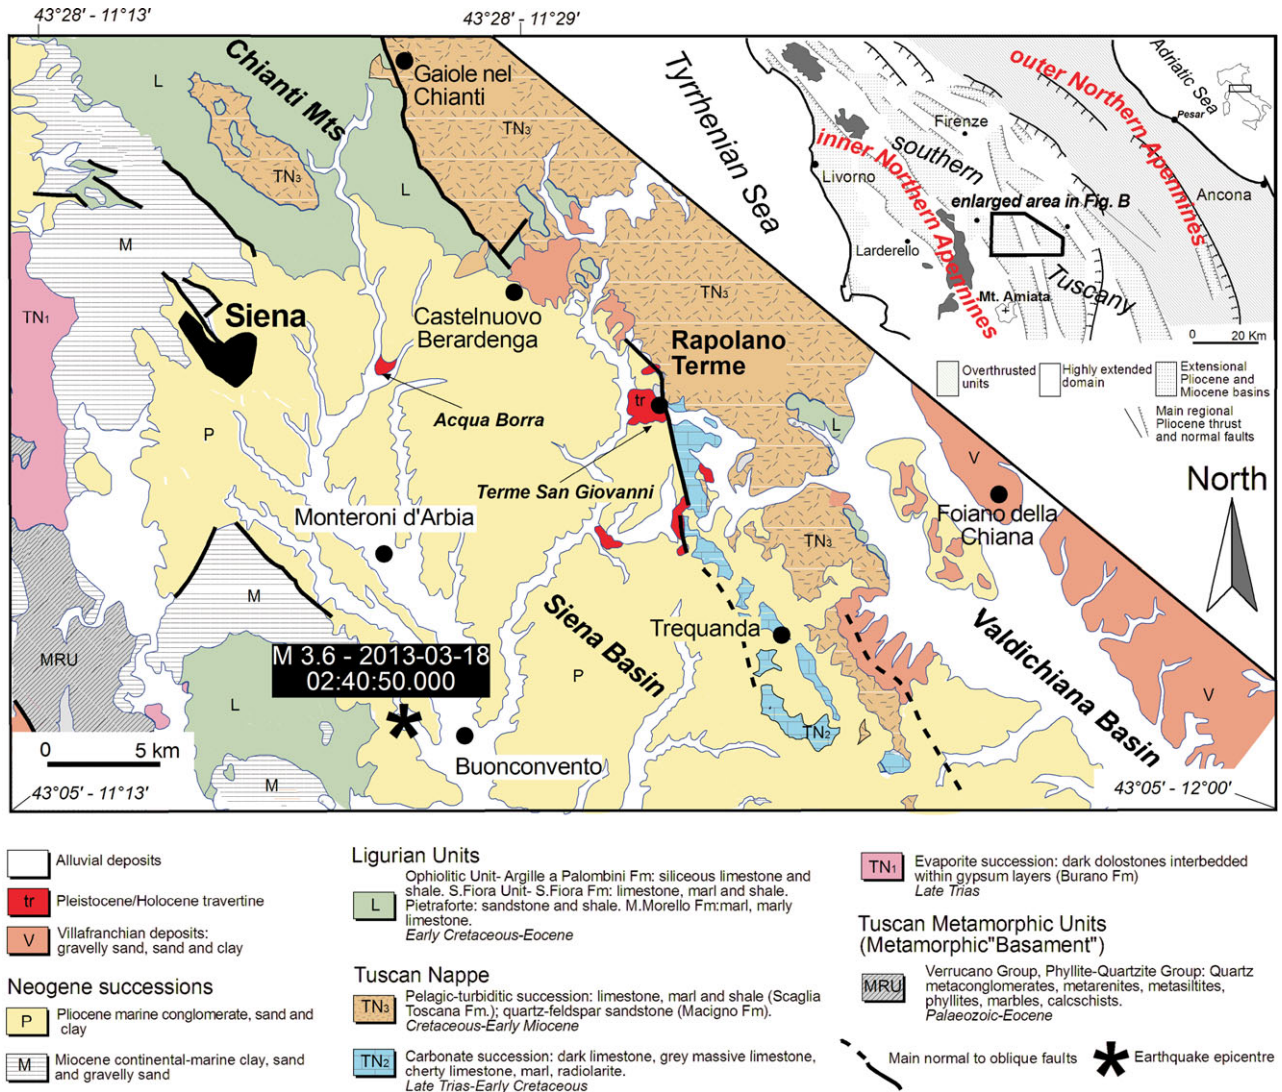 43°28' - 11°13'
43°28' - 11°29'
Chianti Mts
Gaiole nel
Chianti
L
TN3
TN3
L
M
TN1
Siena
Castelnuovo
Berardenga
Acqua Borra
P
TN3
Rapolano
Terme
tr
Terme San Giovanni
L
V
Foiano della
Chiana
Monteroni d'Arbia
M
MRU
L
M 3.6 - 2013-03-18
02:40:50.000
Siena Basin
P
Trequanda
TN3
TN2
Valdichiana Basin
V
0 5 km
M
Buonconvento
43°05' - 11°13'
43°05' - 12°00'
North
Tyrrhenian Sea
Adriatic Sea
outer Northern Apennines
inner Northern Apennines
Firenze
Pesar
southern
Livorno
Ancona
enlarged area in Fig. B
Larderello
Tuscany
Mt. Amiata
0 20 Km
Overthrusted
units
Highly extended
domain
Extensional
Pliocene and
Miocene basins
Main regional
Pliocene thrust
and normal faults
Alluvial deposits
tr
Pleistocene/Holocene travertine
V
Villafranchian deposits:
gravelly sand, sand and clay
Neogene successions
P
Pliocene marine conglomerate, sand and
clay
M
Miocene continental-marine clay, sand
and gravelly sand
Ligurian Units
L
Ophiolitic Unit- Argille a Palombini Fm: siliceous limestone and
shale. S.Fiora Unit- S.Fiora Fm: limestone, marl and shale.
Pietraforte: sandstone and shale. M.Morello Fm:marl, marly
limestone.
Early Cretaceous-Eocene
Tuscan Nappe
TN3
Pelagic-turbiditic succession: limestone, marl and shale (Scaglia
Toscana Fm.); quartz-feldspar sandstone (Macigno Fm).
Cretaceous-Early Miocene
TN2
Carbonate succession: dark limestone, grey massive limestone,
cherty limestone, marl, radiolarite.
Late Trias-Early Cretaceous
TN1
Evaporite succession: dark dolostones interbedded
within gypsum layers (Burano Fm)
Late Trias
Tuscan Metamorphic Units
(Metamorphic"Basament")
MRU
Verrucano Group, Phyllite-Quartzite Group: Quartz
metaconglomerates, metarenites, metasiltites,
phyllites, marbles, calcschists.
Palaeozoic-Eocene
Main normal to oblique faults
Earthquake epicentre